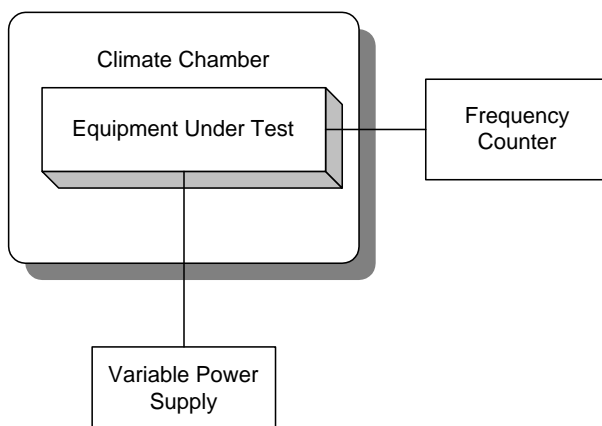 Climate Chamber
Equipment Under Test
Frequency
Counter
Variable Power
Supply